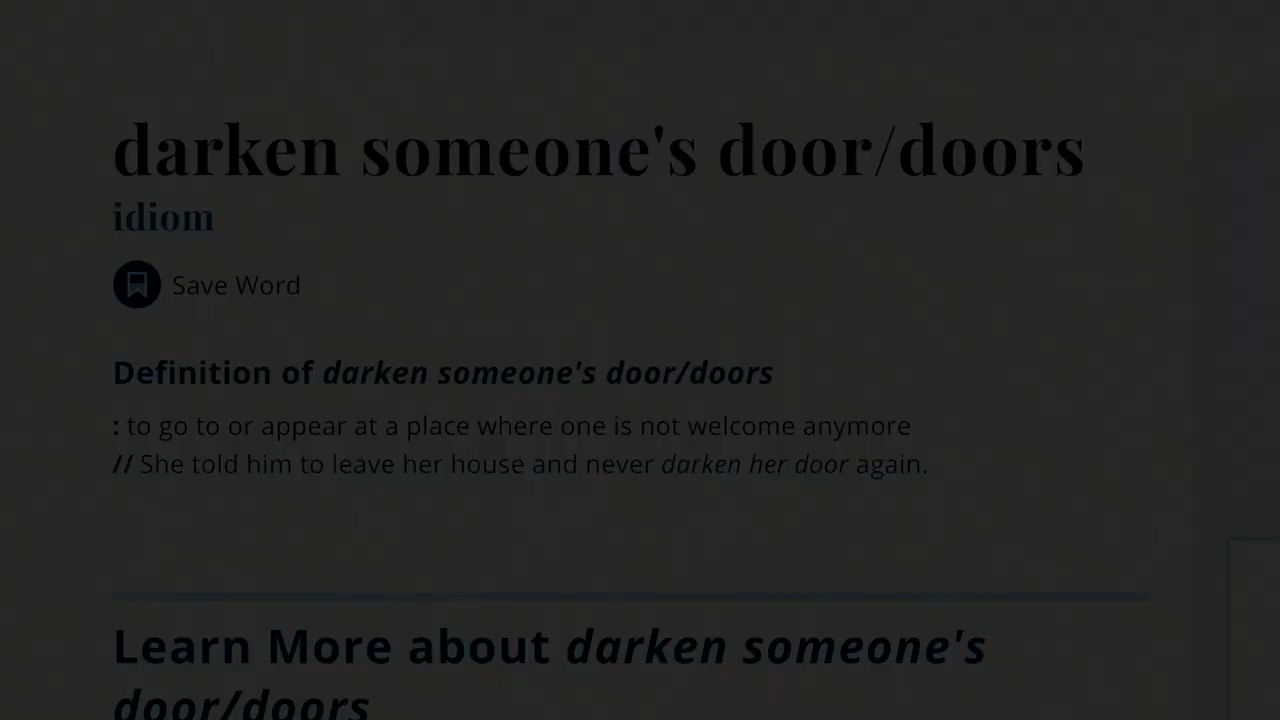 darken someone's door/doors
idiom
Save Word
Definition of darken someone's door/doors
: to go to or appear at a place where one is not welcome anymore
// She told him to leave her house and never darken her door again.
Learn More about darken someone's
door/doors